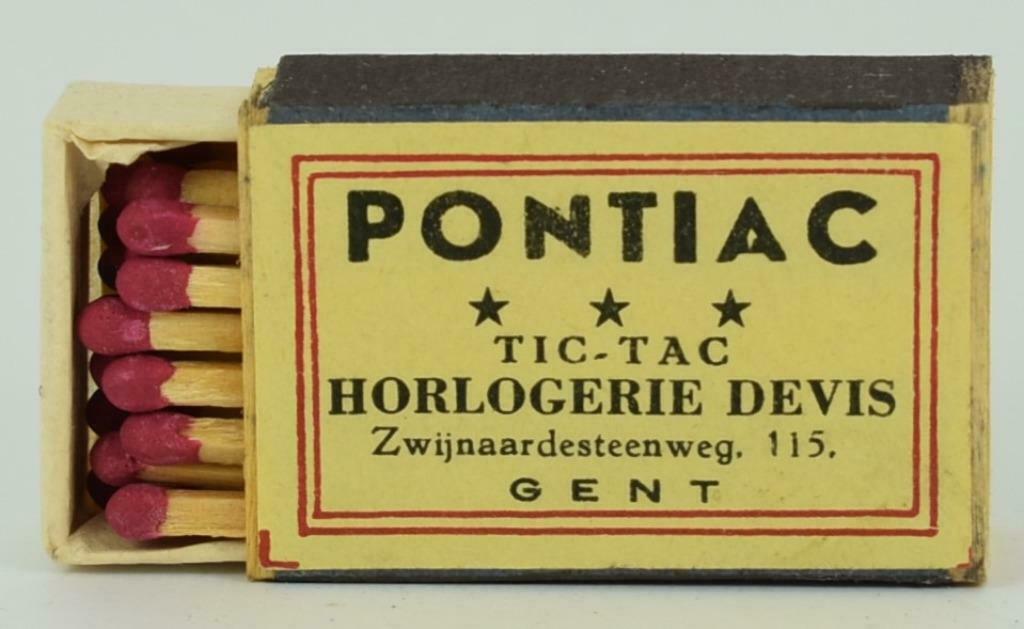 PONTIAC
★ ★ ★
TIC-TAC
HORLOGERIE DEVIS
Zwijnaardesteenweg. 115.
GENT